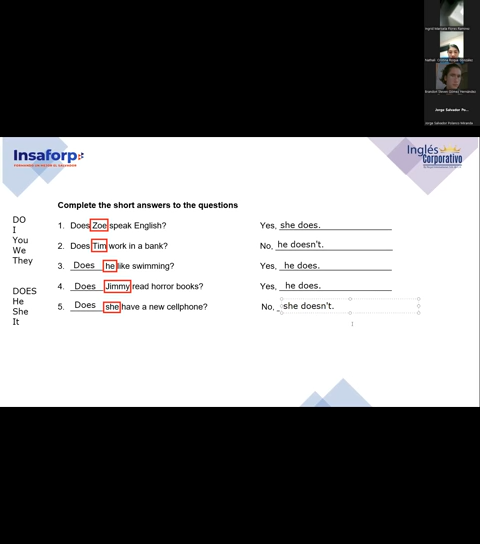 Jorge Salvador Po...
Insaforp
Inglés
Corporativo
Complete the short answers to the questions
DO
I
You
We
They
DOES
He
She
It
1. Does Zoe speak English? Yes, she does.
2. Does Tim work in a bank? No, he doesn't.
3. Does he like swimming? Yes, he does.
4. Does Jimmy read horror books? Yes, he does.
5. Does she have a new cellphone? No, she doesn't.